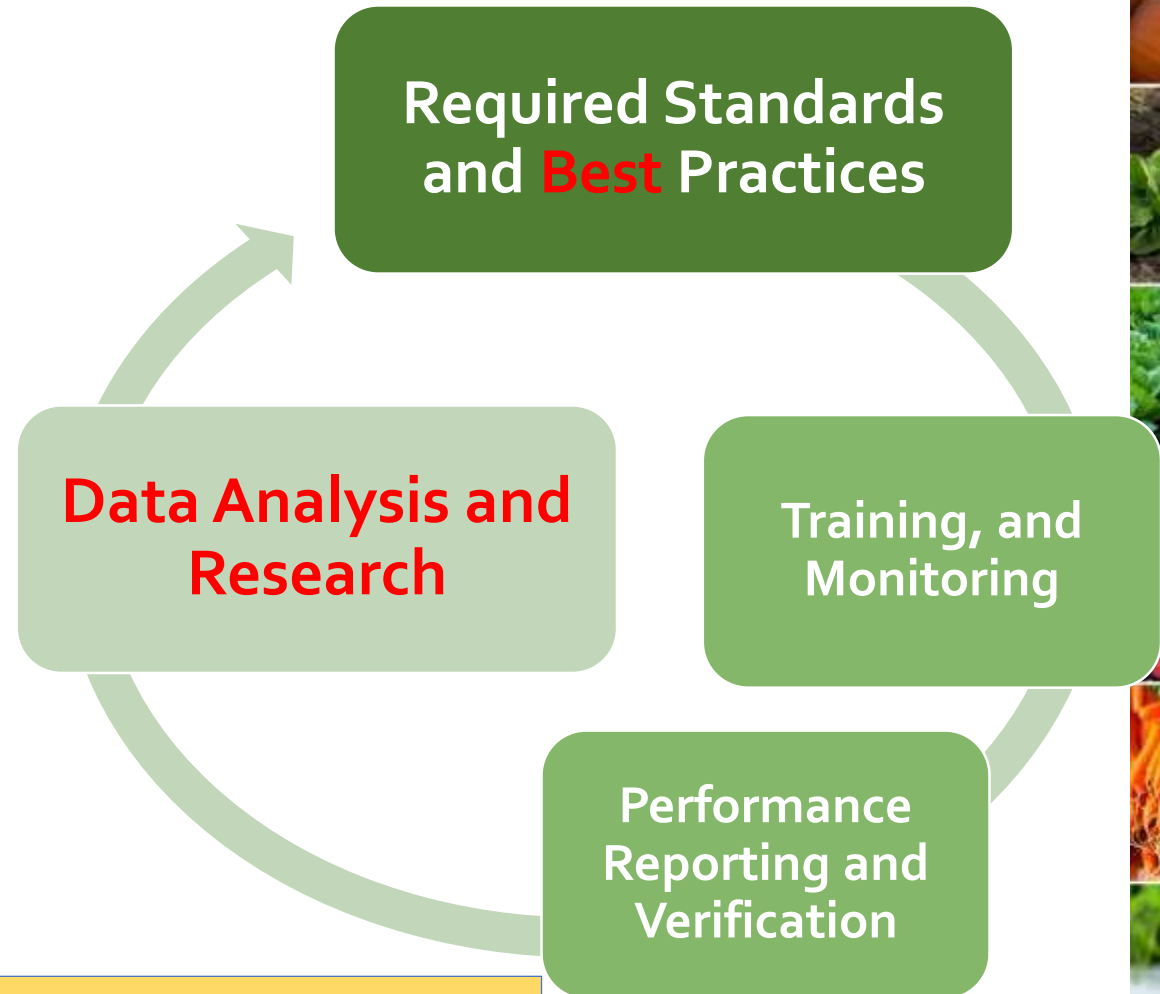 Required Standards
and Best Practices
Training, and
Monitoring
Performance
Reporting and
Verification
Data Analysis and
Research